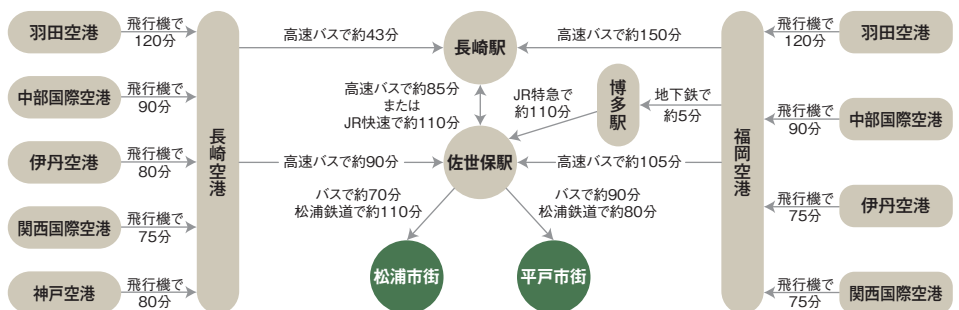 羽田空港
飛行機で
120分
中部国際空港
飛行機で
90分
伊丹空港
飛行機で
80分
関西国際空港
飛行機で
75分
神戸空港
飛行機で
80分
長崎空港
高速バスで約43分
長崎駅
高速バスで約150分
高速バスで約85分
または
JR快速で約110分
JR特急で
約110分
博多駅
地下鉄で
約5分
高速バスで約90分
佐世保駅
高速バスで約105分
バスで約70分
松浦鉄道で約110分
バスで約90分
松浦鉄道で約80分
松浦市街
平戸市街
福岡空港
飛行機で
120分
羽田空港
飛行機で
90分
中部国際空港
飛行機で
75分
伊丹空港
飛行機で
75分
関西国際空港